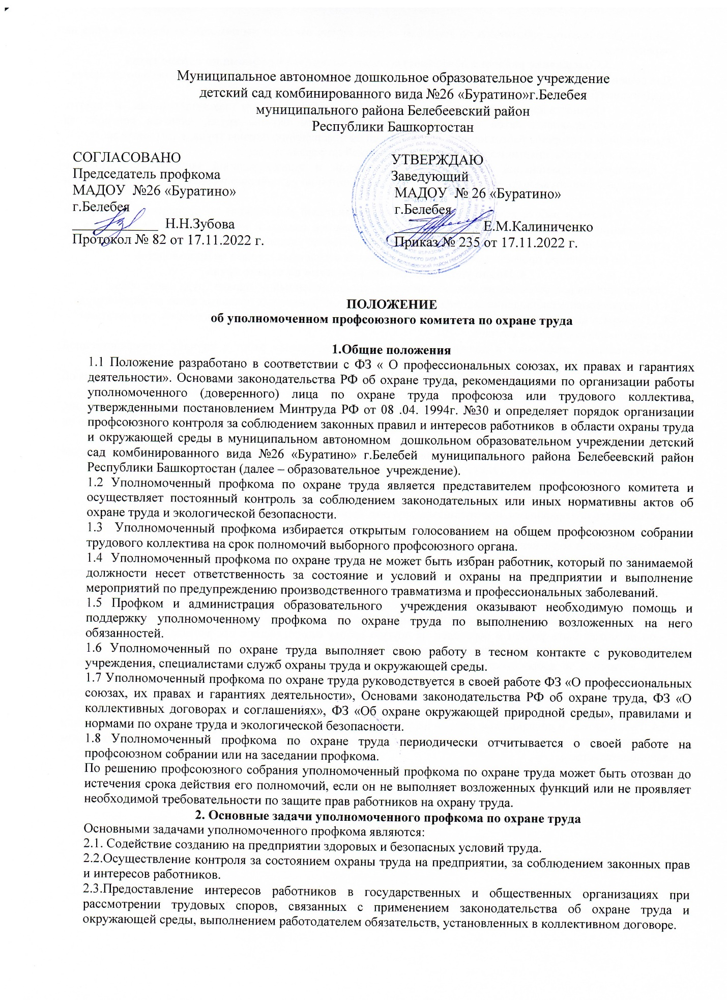 Муниципальное автономное дошкольное образовательное учреждение
детский сад комбинированного вида №26 «Буратино»г.Белебея
муниципального района Белебеевский район
Республики Башкортостан
СОГЛАСОВАНО
Председатель профкома
МАДОУ №26 «Буратино»
г.Белебея
____________ Н.Н.Зубова
Протокол № 82 от 17.11.2022 г.
УТВЕРЖДАЮ
Заведующий
МАДОУ № 26 «Буратино»
г.Белебея
____________ Е.М.Калиниченко
Приказ № 235 от 17.11.2022 г.
ПОЛОЖЕНИЕ
об уполномоченном профсоюзного комитета по охране труда
1.Общие положения
1.1 Положение разработано в соответствии с ФЗ « О профессиональных союзах, их правах и гарантиях
деятельности». Основами законодательства РФ об охране труда, рекомендациями по организации работы
уполномоченного (доверенного) лица по охране труда профсоюза или трудового коллектива,
утвержденными постановлением Минтруда РФ от 08 .04. 1994г. №30 и определяет порядок организации
профсоюзного контроля за соблюдением законных правил и интересов работников в области охраны труда
и окружающей среды в муниципальном автономном дошкольном образовательном учреждении детский
сад комбинированного вида №26 «Буратино» г.Белебей муниципального района Белебеевский район
Республики Башкортостан (далее – образовательное учреждение).
1.2 Уполномоченный профкома по охране труда является представителем профсоюзного комитета и
осуществляет постоянный контроль за соблюдением законодательных или иных нормативны актов об
охране труда и экологической безопасности.
1.3 Уполномоченный профкома избирается открытым голосованием на общем профсоюзном собрании
трудового коллектива на срок полномочий выборного профсоюзного органа.
1.4 Уполномоченный профкома по охране труда не может быть избран работник, который по занимаемой
должности несет ответственность за состояние и условий и охраны на предприятии и выполнение
мероприятий по предупреждению производственного травматизма и профессиональных заболеваний.
1.5 Профком и администрация образовательного учреждения оказывают необходимую помощь и
поддержку уполномоченному профкома по охране труда по выполнению возложенных на него
обязанностей.
1.6 Уполномоченный по охране труда выполняет свою работу в тесном контакте с руководителем
учреждения, специалистами служб охраны труда и окружающей среды.
1.7 Уполномоченный профкома по охране труда руководствуется в своей работе ФЗ «О профессиональных
союзах, их правах и гарантиях деятельности», Основами законодательства РФ об охране труда, ФЗ «О
коллективных договорах и соглашениях», ФЗ «Об охране окружающей природной среды», правилами и
нормами по охране труда и экологической безопасности.
1.8 Уполномоченный профкома по охране труда периодически отчитывается о своей работе на
профсоюзном собрании или на заседании профкома.
По решению профсоюзного собрания уполномоченный профкома по охране труда может быть отозван до
истечения срока действия его полномочий, если он не выполняет возложенных функций или не проявляет
необходимой требовательности по защите прав работников на охрану труда.
2. Основные задачи уполномоченного профкома по охране труда
Основными задачами уполномоченного профкома являются:
2.1. Содействие созданию на предприятии здоровых и безопасных условий труда.
2.2.Осуществление контроля за состоянием охраны труда на предприятии, за соблюдением законных прав
и интересов работников.
2.3.Предоставление интересов работников в государственных и общественных организациях при
рассмотрении трудовых споров, связанных с применением законодательства об охране труда и
окружающей среды, выполнением работодателем обязательств, установленных в коллективном договоре.